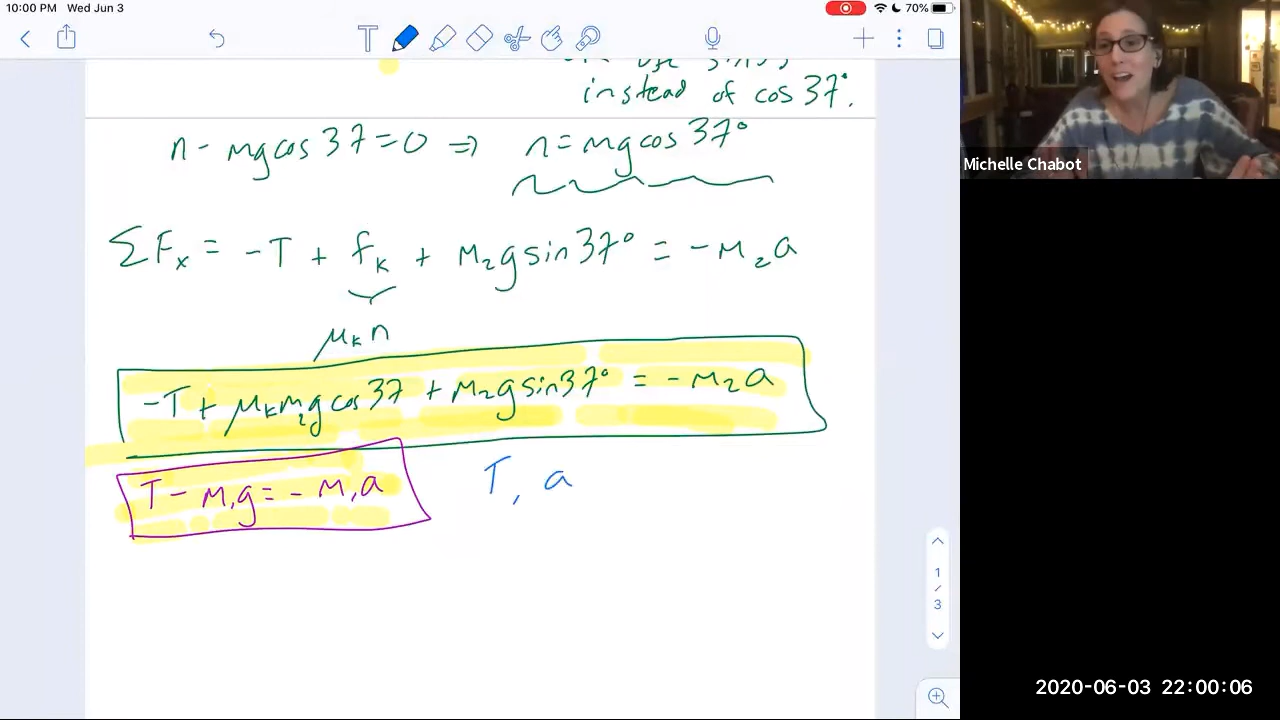 10:00 PM Wed Jun 3
70%
instead of cos 37°.
n - mg cos 37 = 0 ⇒ n = mg cos 37°
ΣFₓ = -T + fₖ + m₂g sin 37° = -m₂a
μₖ n
-T + μₖ m₂g cos 37 + m₂g sin 37° = -m₂a
T - m₁g = -m₁a
T, a
1
/
3
Michelle Chabot
2020-06-03 22:00:06